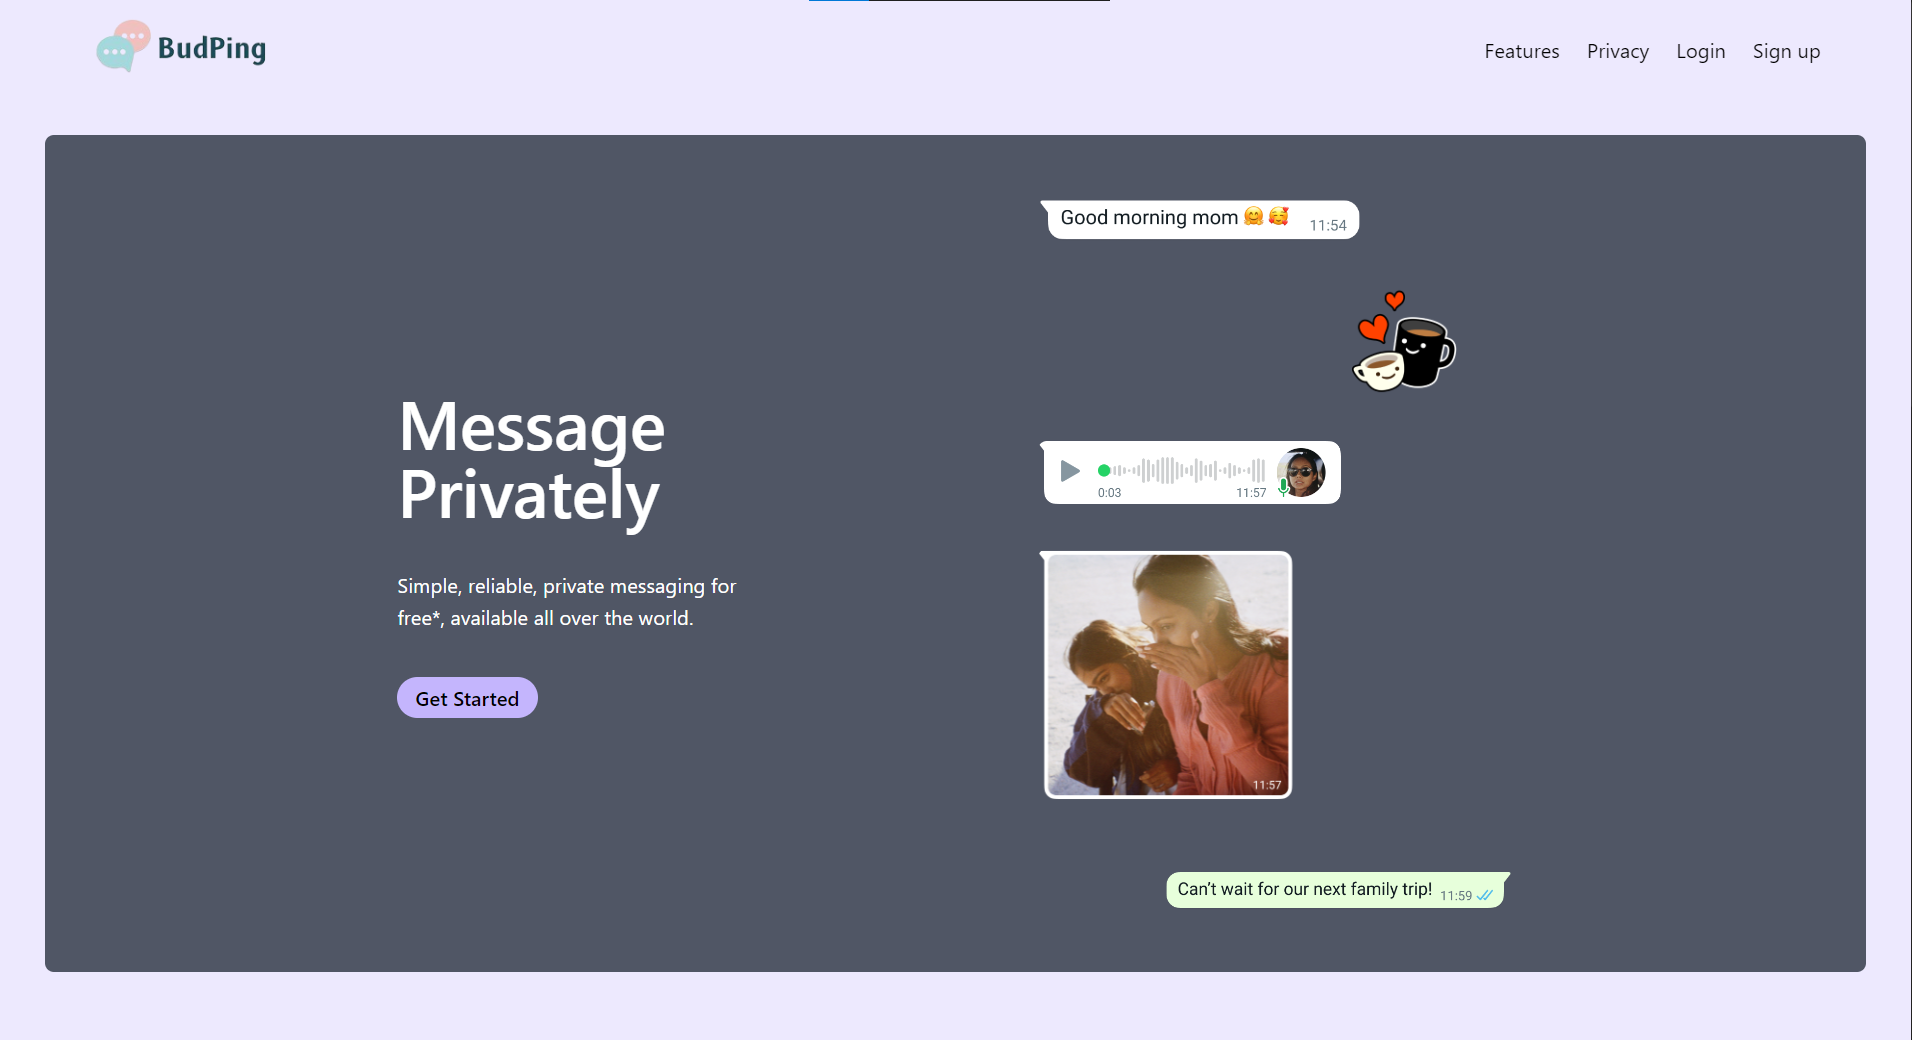 BudPing
Features Privacy Login Sign up
Good morning mom 🤗 🥰 11:54
Message
Privately
0:03 11:57
Simple, reliable, private messaging for
free*, available all over the world.
Get Started
11:57
Can't wait for our next family trip! 11:59